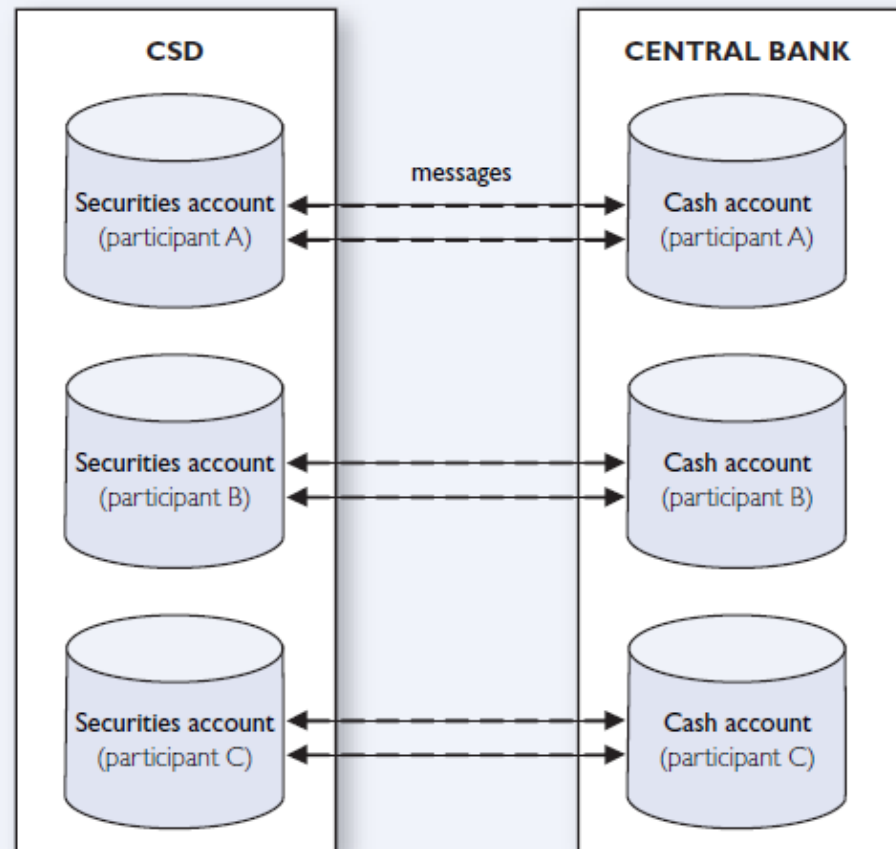 CSD
CENTRAL BANK
messages
Securities account
(participant A)
Cash account
(participant A)
Securities account
(participant B)
Cash account
(participant B)
Securities account
(participant C)
Cash account
(participant C)